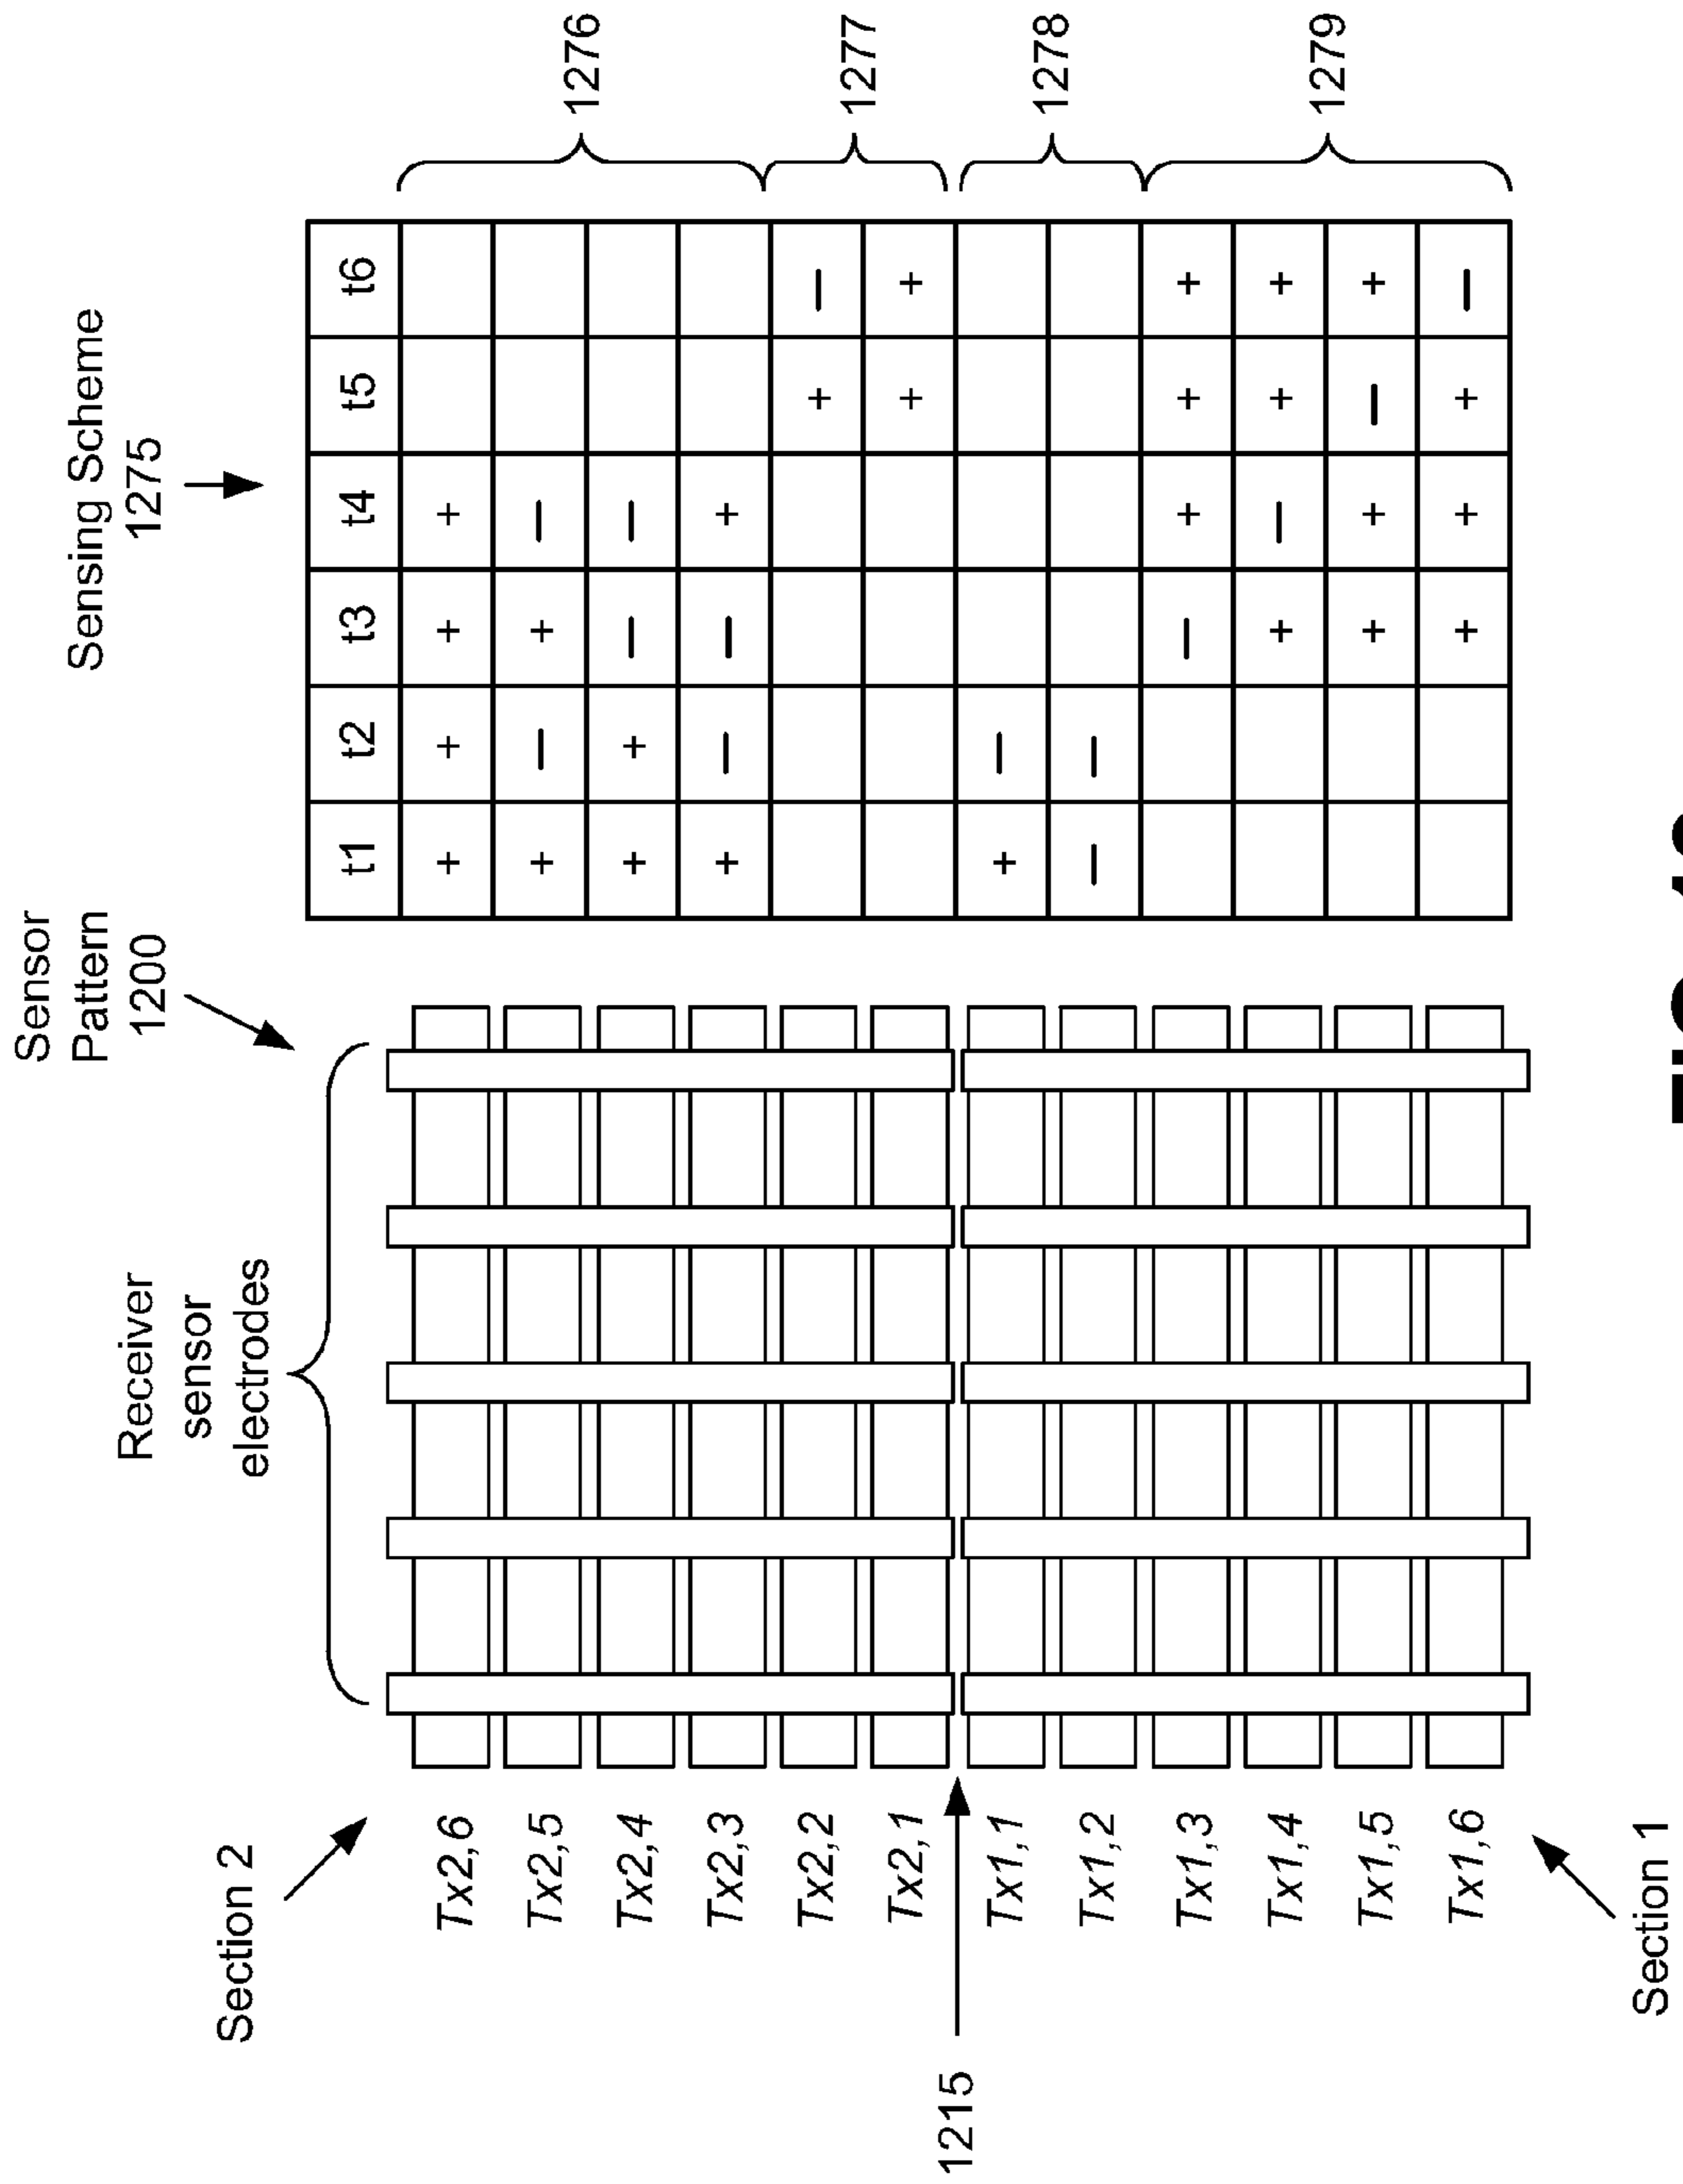 Sensor
Pattern
1200
Sensing Scheme
1275
Receiver
sensor
electrodes
Section 2
t1 t2 t3 t4 t5 t6
Tx2,6 + + + +
Tx2,5 + − + −
Tx2,4 + + − −
Tx2,3 + − − +
1276
Tx2,2 + −
Tx2,1 + +
1277
1215
Tx1,1 + −
Tx1,2 − −
1278
Tx1,3 − + + +
Tx1,4 + − + +
Tx1,5 + + − +
Tx1,6 + + + −
1279
Section 1